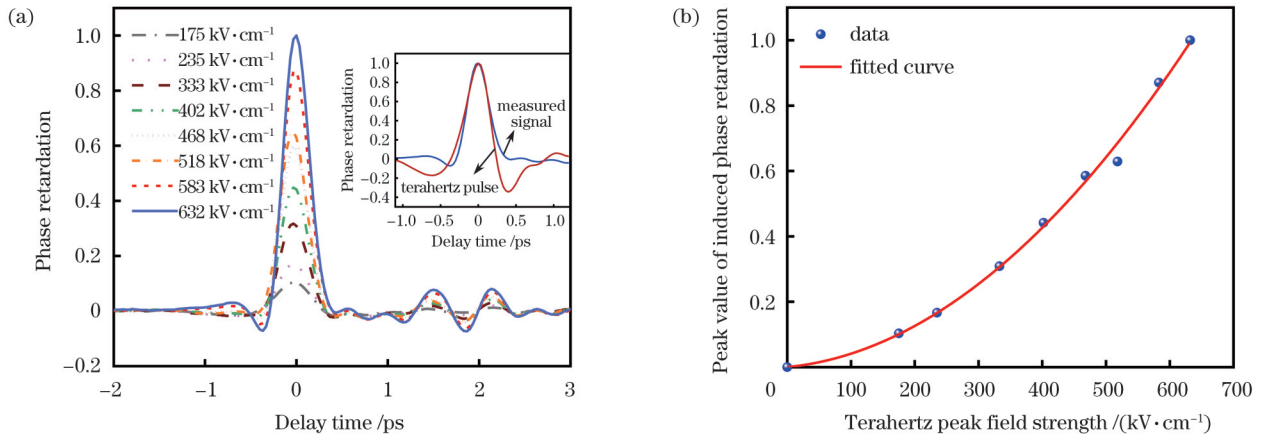 (a)
Phase retardation
1.0
0.8
0.6
0.4
0.2
0
−0.2
−2
−1
0
1
2
3
Delay time /ps
175 kV·cm⁻¹
235 kV·cm⁻¹
333 kV·cm⁻¹
402 kV·cm⁻¹
468 kV·cm⁻¹
518 kV·cm⁻¹
583 kV·cm⁻¹
632 kV·cm⁻¹
Phase retardation
1.0
0.8
0.6
0.4
0.2
0
−0.2
−0.4
measured
signal
terahertz pulse
−1.0
−0.5
0
0.5
1.0
Delay time /ps
(b)
Peak value of induced phase retardation
1.0
0.8
0.6
0.4
0.2
data
fitted curve
0
100
200
300
400
500
600
700
Terahertz peak field strength /(kV·cm⁻¹)